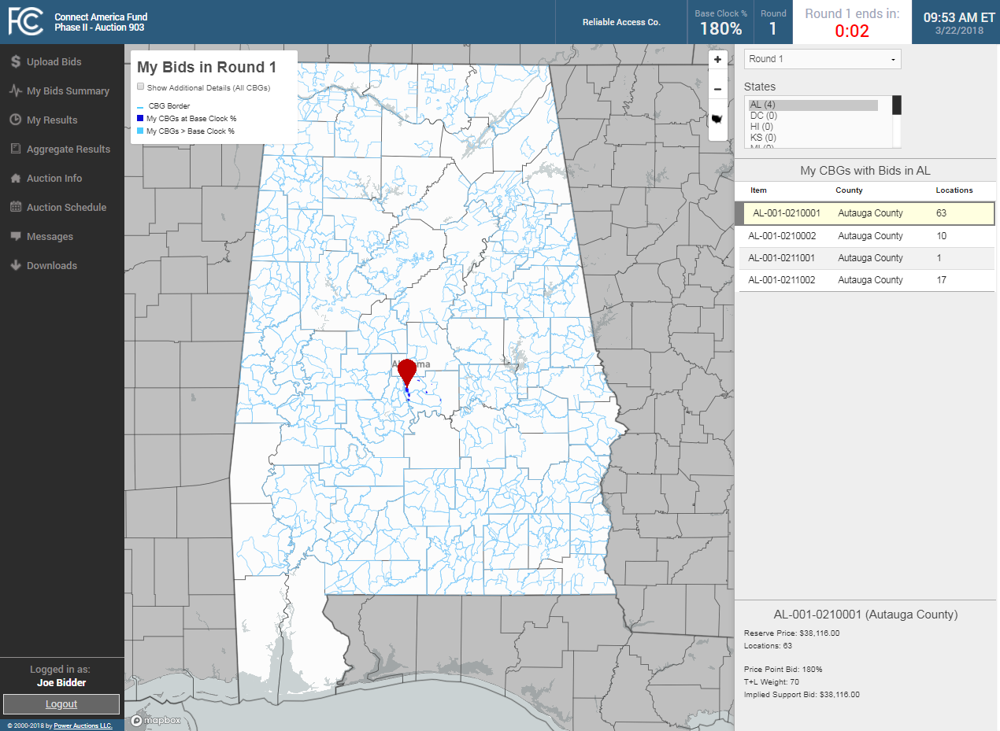 FCC
Connect America Fund
Phase II - Auction 903
Reliable Access Co.
Base Clock %
180%
Round
1
Round 1 ends in:
0:02
09:53 AM ET
3/22/2018
Upload Bids
My Bids Summary
My Results
Aggregate Results
Auction Info
Auction Schedule
Messages
Downloads
Logged in as:
Joe Bidder
Logout
© 2000-2018 by Power Auctions LLC.
My Bids in Round 1
Show Additional Details (All CBGs)
CBG Border
My CBGs at Base Clock %
My CBGs > Base Clock %
+
−
mapbox
Round 1
States
AL (4)
DC (0)
HI (0)
KS (0)
My CBGs with Bids in AL
Item County Locations
AL-001-0210001 Autauga County 63
AL-001-0210002 Autauga County 10
AL-001-0211001 Autauga County 1
AL-001-0211002 Autauga County 17
AL-001-0210001 (Autauga County)
Reserve Price: $38,116.00
Locations: 63
Price Point Bid: 180%
T+L Weight: 70
Implied Support Bid: $38,116.00